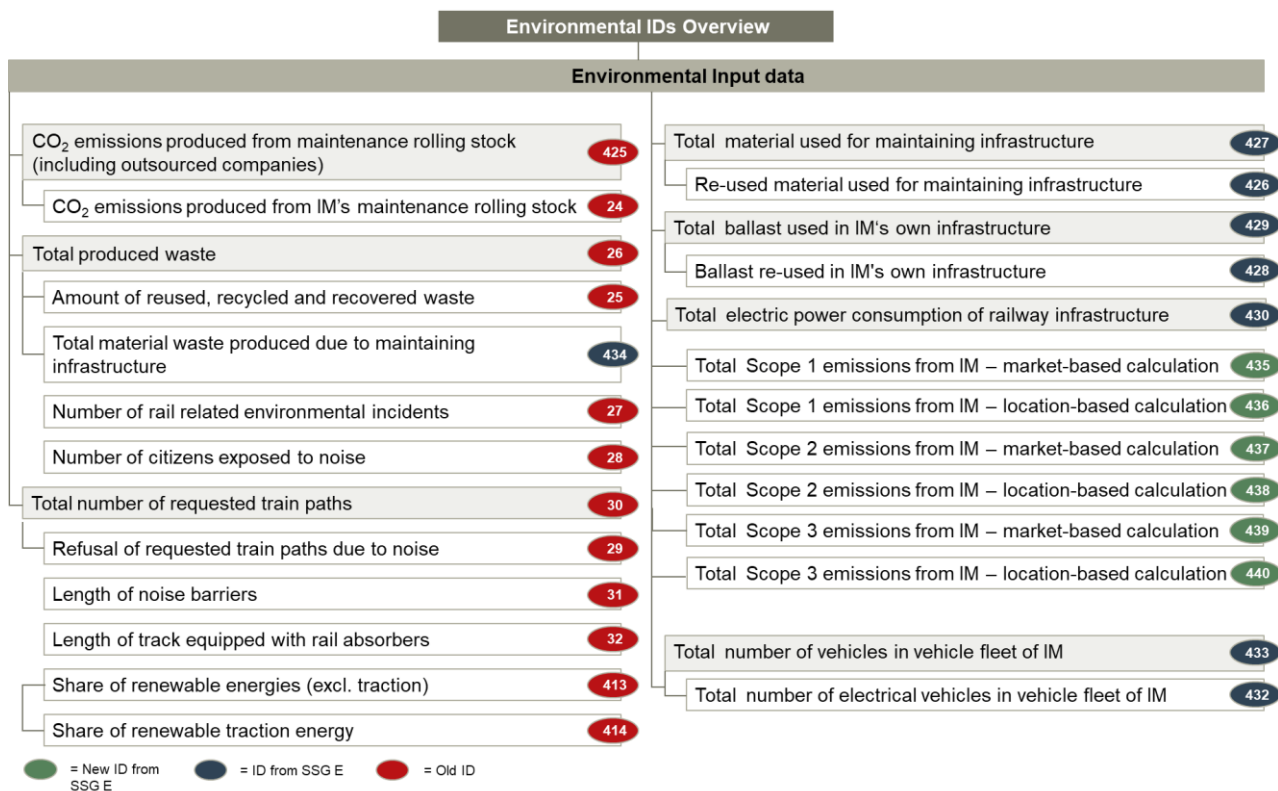 Environmental IDs Overview
Environmental Input data
CO₂ emissions produced from maintenance rolling stock
(including outsourced companies)
425
CO₂ emissions produced from IM's maintenance rolling stock
24
Total produced waste
26
Amount of reused, recycled and recovered waste
25
Total material waste produced due to maintaining
infrastructure
434
Number of rail related environmental incidents
27
Number of citizens exposed to noise
28
Total number of requested train paths
30
Refusal of requested train paths due to noise
29
Length of noise barriers
31
Length of track equipped with rail absorbers
32
Share of renewable energies (excl. traction)
413
Share of renewable traction energy
414
Total material used for maintaining infrastructure
427
Re-used material used for maintaining infrastructure
426
Total ballast used in IM‘s own infrastructure
429
Ballast re-used in IM's own infrastructure
428
Total electric power consumption of railway infrastructure
430
Total Scope 1 emissions from IM – market-based calculation
435
Total Scope 1 emissions from IM – location-based calculation
436
Total Scope 2 emissions from IM – market-based calculation
437
Total Scope 2 emissions from IM – location-based calculation
438
Total Scope 3 emissions from IM – market-based calculation
439
Total Scope 3 emissions from IM – location-based calculation
440
Total number of vehicles in vehicle fleet of IM
433
Total number of electrical vehicles in vehicle fleet of IM
432
= New ID from
SSG E
= ID from SSG E
= Old ID